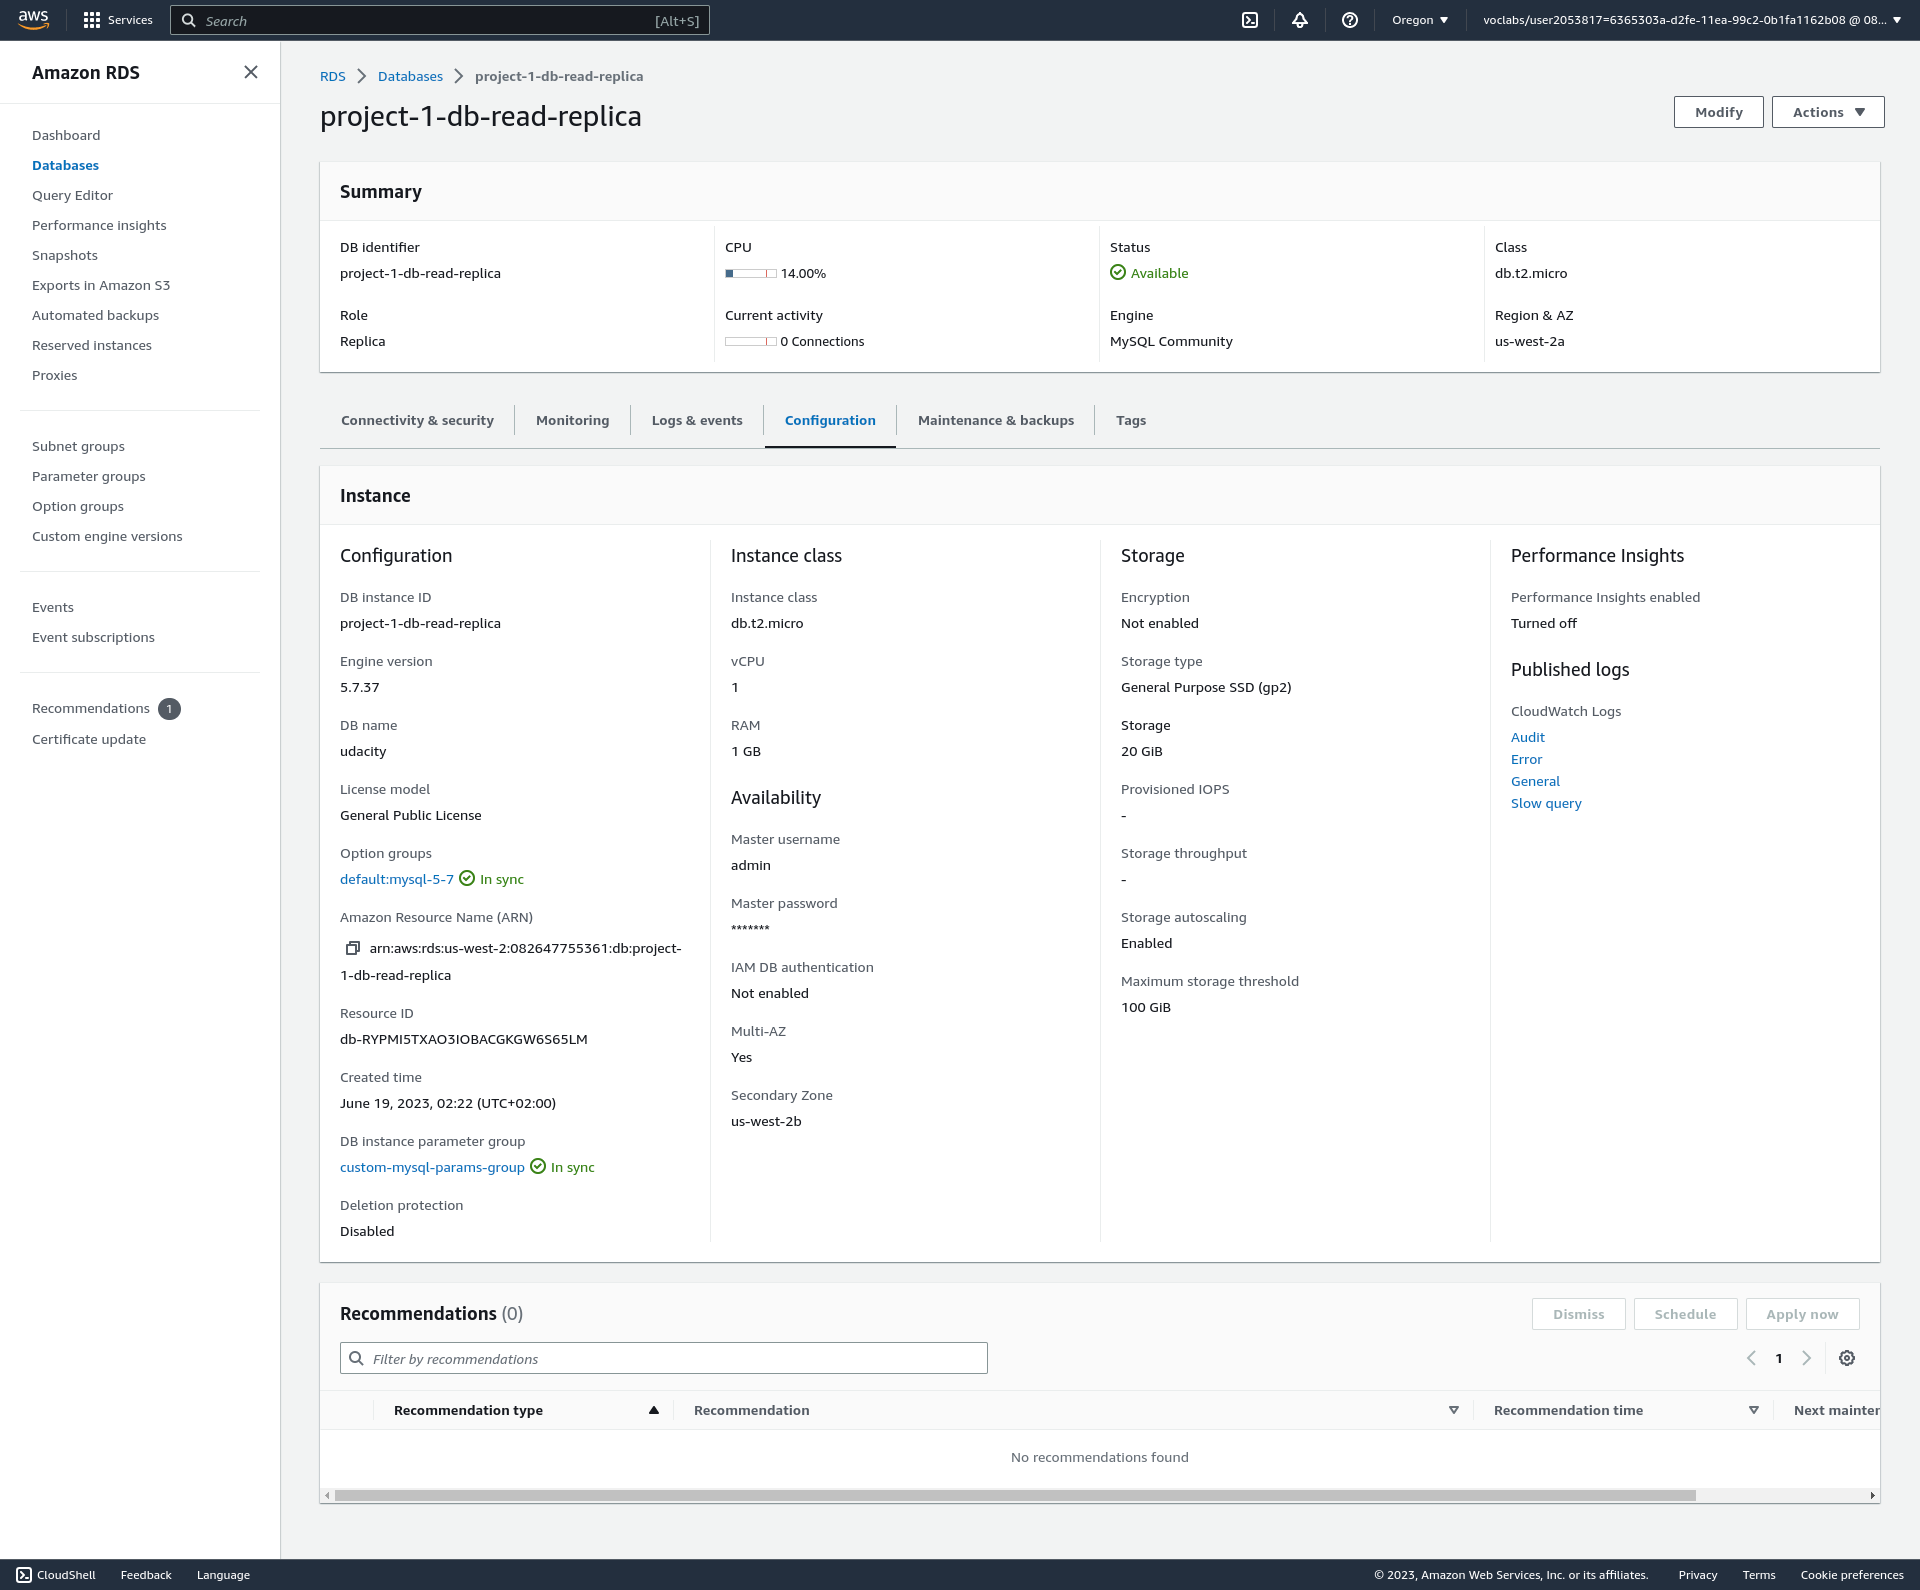 aws
Services
Search
[Alt+S]
Oregon
voclabs/user2053817=6365303a-d2fe-11ea-99c2-0b1fa1162b08 @ 08...
Amazon RDS
Dashboard
Databases
Query Editor
Performance insights
Snapshots
Exports in Amazon S3
Automated backups
Reserved instances
Proxies
Subnet groups
Parameter groups
Option groups
Custom engine versions
Events
Event subscriptions
Recommendations 1
Certificate update
RDS
Databases
project-1-db-read-replica
project-1-db-read-replica
Modify
Actions
Summary
DB identifier
project-1-db-read-replica
CPU
14.00%
Status
Available
Class
db.t2.micro
Role
Replica
Current activity
0 Connections
Engine
MySQL Community
Region & AZ
us-west-2a
Connectivity & security
Monitoring
Logs & events
Configuration
Maintenance & backups
Tags
Instance
Configuration
DB instance ID
project-1-db-read-replica
Engine version
5.7.37
DB name
udacity
License model
General Public License
Option groups
default:mysql-5-7 In sync
Amazon Resource Name (ARN)
arn:aws:rds:us-west-2:082647755361:db:project-
1-db-read-replica
Resource ID
db-RYPMI5TXAO3IOBACGKGW6S65LM
Created time
June 19, 2023, 02:22 (UTC+02:00)
DB instance parameter group
custom-mysql-params-group In sync
Deletion protection
Disabled
Instance class
Instance class
db.t2.micro
vCPU
1
RAM
1 GB
Availability
Master username
admin
Master password
*******
IAM DB authentication
Not enabled
Multi-AZ
Yes
Secondary Zone
us-west-2b
Storage
Encryption
Not enabled
Storage type
General Purpose SSD (gp2)
Storage
20 GiB
Provisioned IOPS
-
Storage throughput
-
Storage autoscaling
Enabled
Maximum storage threshold
100 GiB
Performance Insights
Performance Insights enabled
Turned off
Published logs
CloudWatch Logs
Audit
Error
General
Slow query
Recommendations (0)
Dismiss
Schedule
Apply now
Filter by recommendations
1
Recommendation type
Recommendation
Recommendation time
Next mainten
No recommendations found
CloudShell
Feedback
Language
© 2023, Amazon Web Services, Inc. or its affiliates.
Privacy
Terms
Cookie preferences